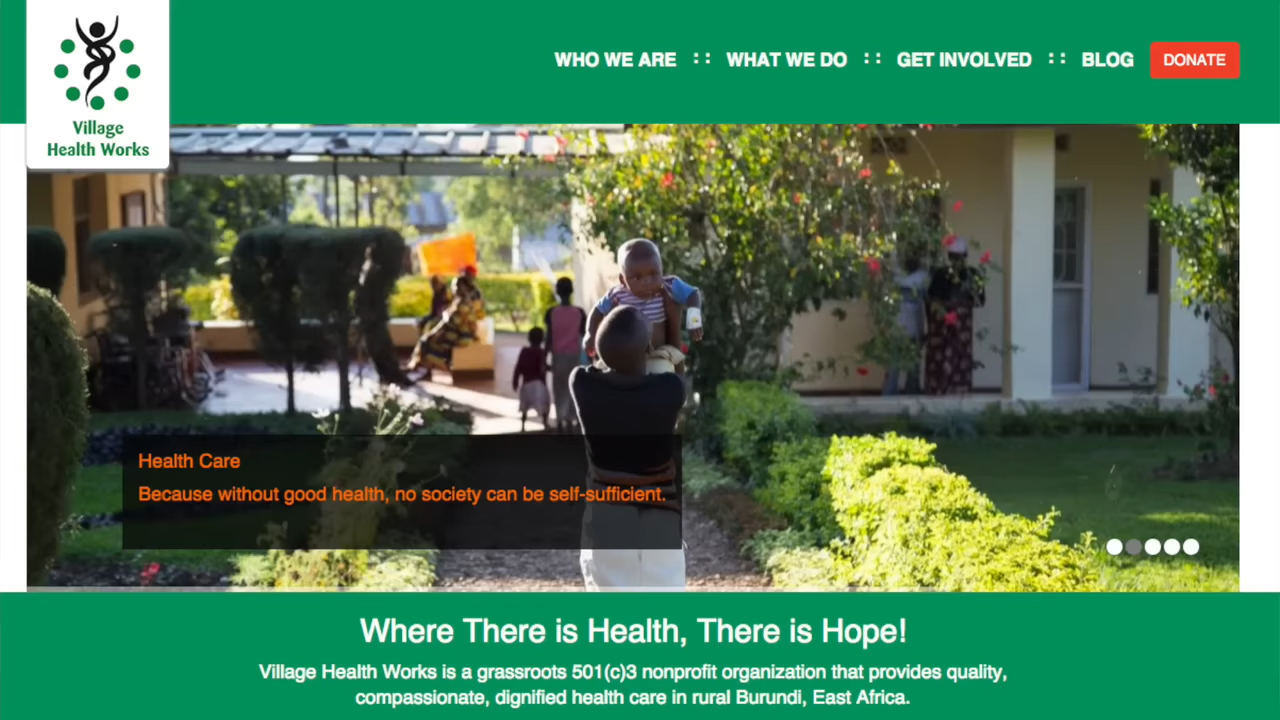 WHO WE ARE :: WHAT WE DO :: GET INVOLVED :: BLOG DONATE
Village
Health Works
Health Care
Because without good health, no society can be self-sufficient.
Where There is Health, There is Hope!
Village Health Works is a grassroots 501(c)3 nonprofit organization that provides quality,
compassionate, dignified health care in rural Burundi, East Africa.